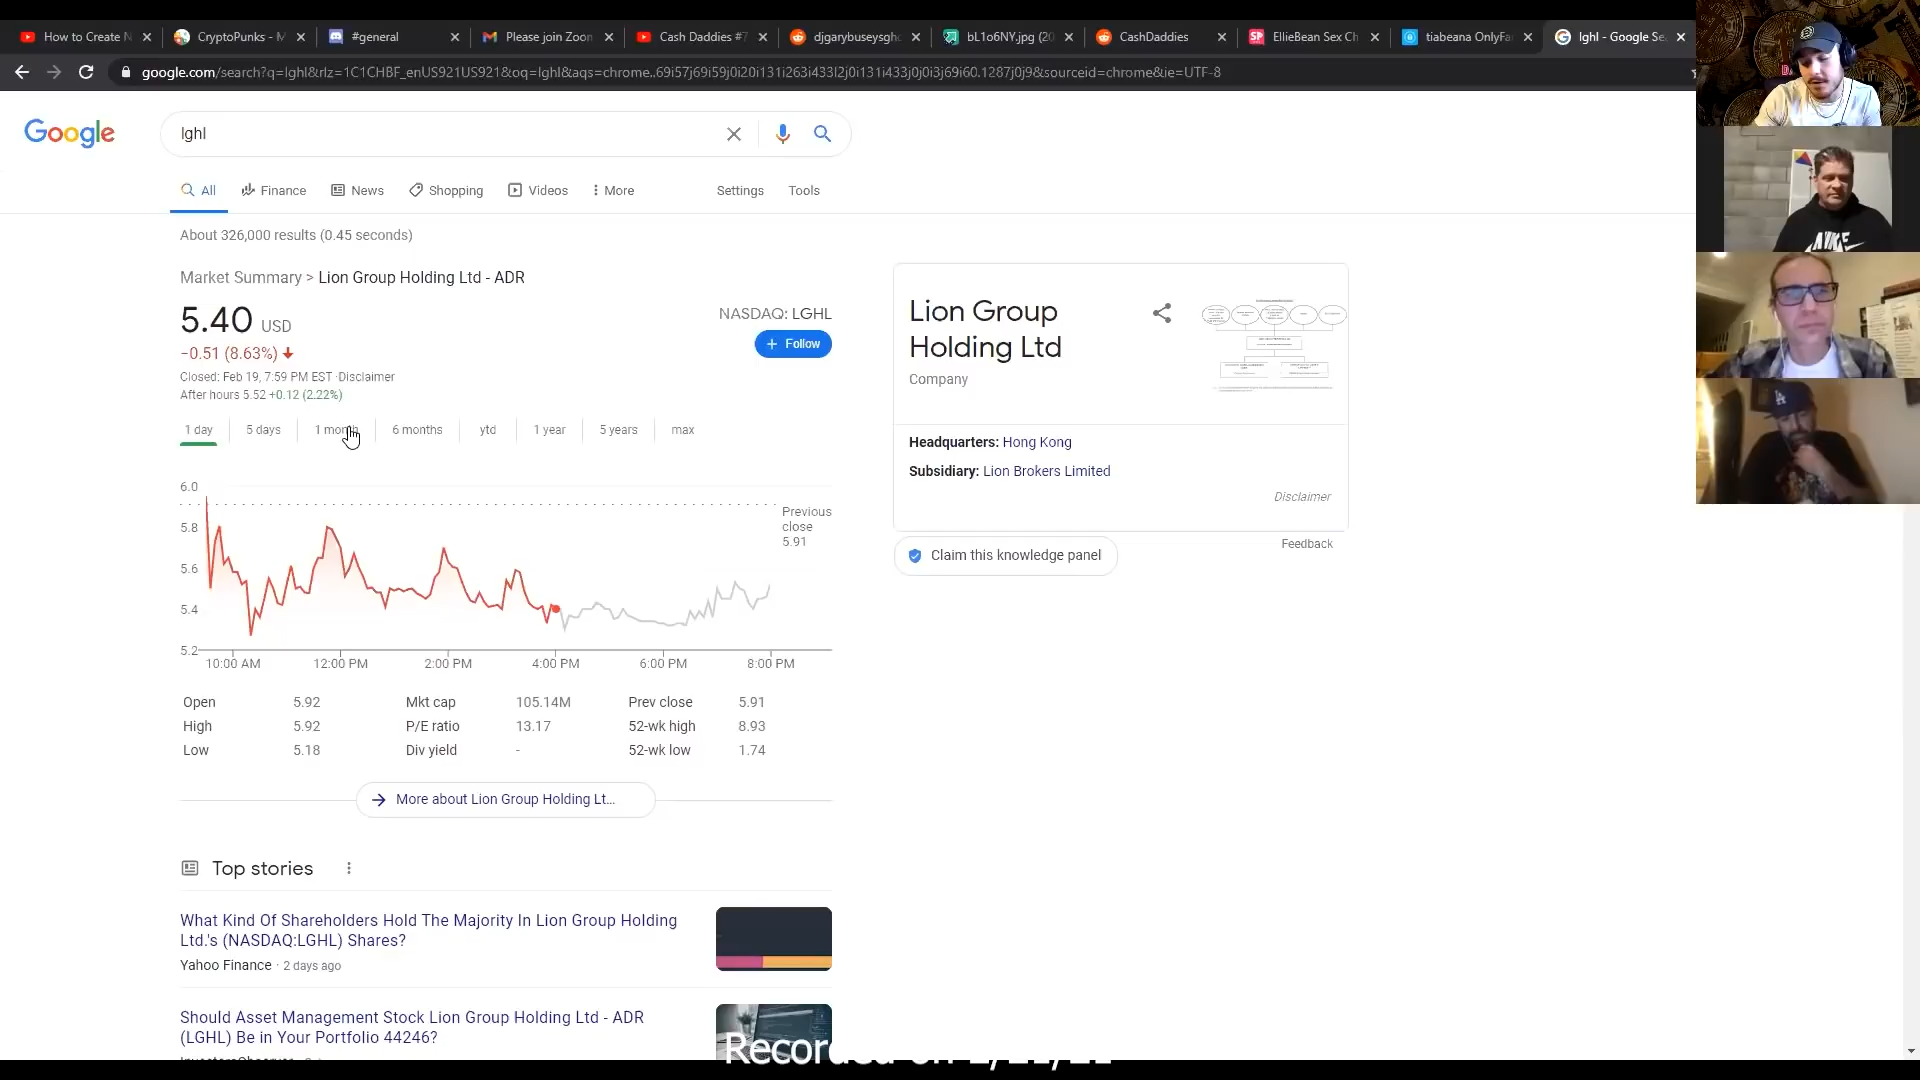 How to Create N
CryptoPunks - M
#general
Please join Zoom
Cash Daddies #7
djgarybuseysgho
bL1o6NY.jpg (20
CashDaddies
EllieBean Sex Ch
tiabeana OnlyFa
lghl - Google Se
google.com/search?q=lghl&rlz=1C1CHBF_enUS921US921&oq=lghl&aqs=chrome..69i57j69i59j0i20i131i263i433l2j0i131i433j0j0i3j69i60.1287j0j9&sourceid=chrome&ie=UTF-8
Google
lghl
All
Finance
News
Shopping
Videos
More
Settings
Tools
About 326,000 results (0.45 seconds)
Market Summary > Lion Group Holding Ltd - ADR
5.40 USD
NASDAQ: LGHL
−0.51 (8.63%)
+ Follow
Closed: Feb 19, 7:59 PM EST ·Disclaimer
After hours 5.52 +0.12 (2.22%)
1 day
5 days
1 month
6 months
ytd
1 year
5 years
max
6.0
5.8
5.6
5.4
5.2
Previous
close
5.91
10:00 AM
12:00 PM
2:00 PM
4:00 PM
6:00 PM
8:00 PM
Open 5.92 Mkt cap 105.14M Prev close 5.91
High 5.92 P/E ratio 13.17 52-wk high 8.93
Low 5.18 Div yield - 52-wk low 1.74
More about Lion Group Holding Lt...
Top stories
What Kind Of Shareholders Hold The Majority In Lion Group Holding
Ltd.'s (NASDAQ:LGHL) Shares?
Yahoo Finance · 2 days ago
Should Asset Management Stock Lion Group Holding Ltd - ADR
(LGHL) Be in Your Portfolio 44246?
Lion Group
Holding Ltd
Company
Headquarters: Hong Kong
Subsidiary: Lion Brokers Limited
Disclaimer
Claim this knowledge panel
Feedback
Recorded on